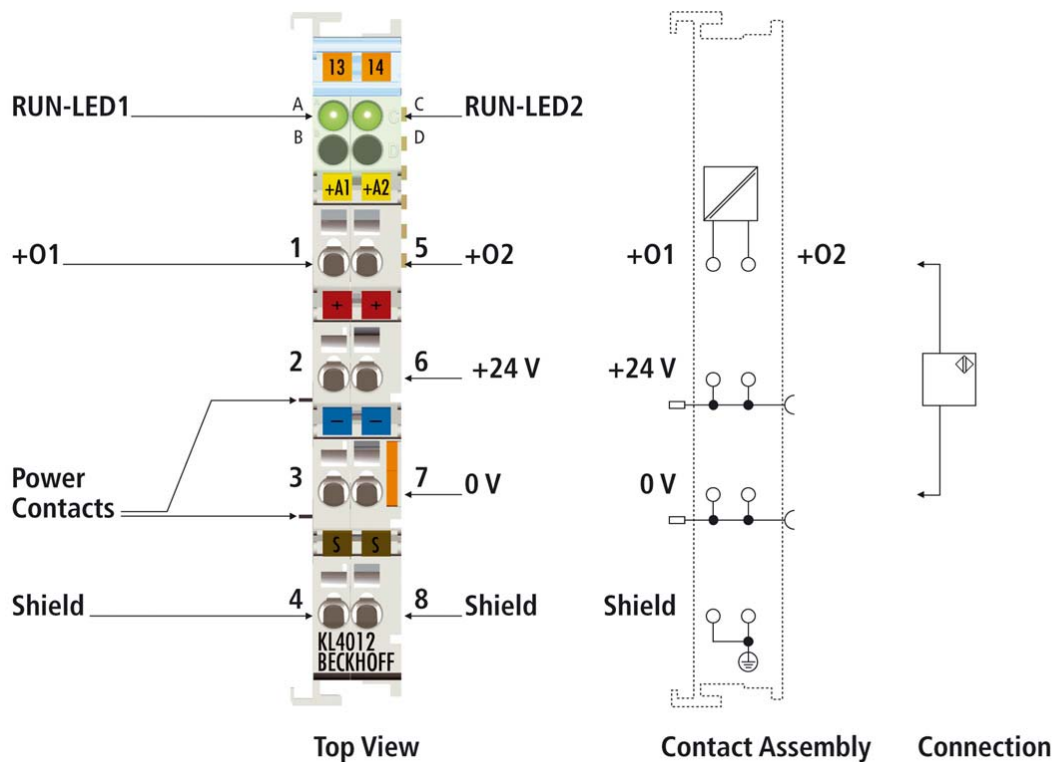 13 14
RUN-LED1 A C RUN-LED2
B D
+A1 +A2
+O1 1 5 +O2 +O1 +O2
+ +
2 6 +24 V +24 V
− −
Power
Contacts
3 7 0 V 0 V
S S
Shield 4 8 Shield Shield
KL4012
BECKHOFF
Top View Contact Assembly Connection